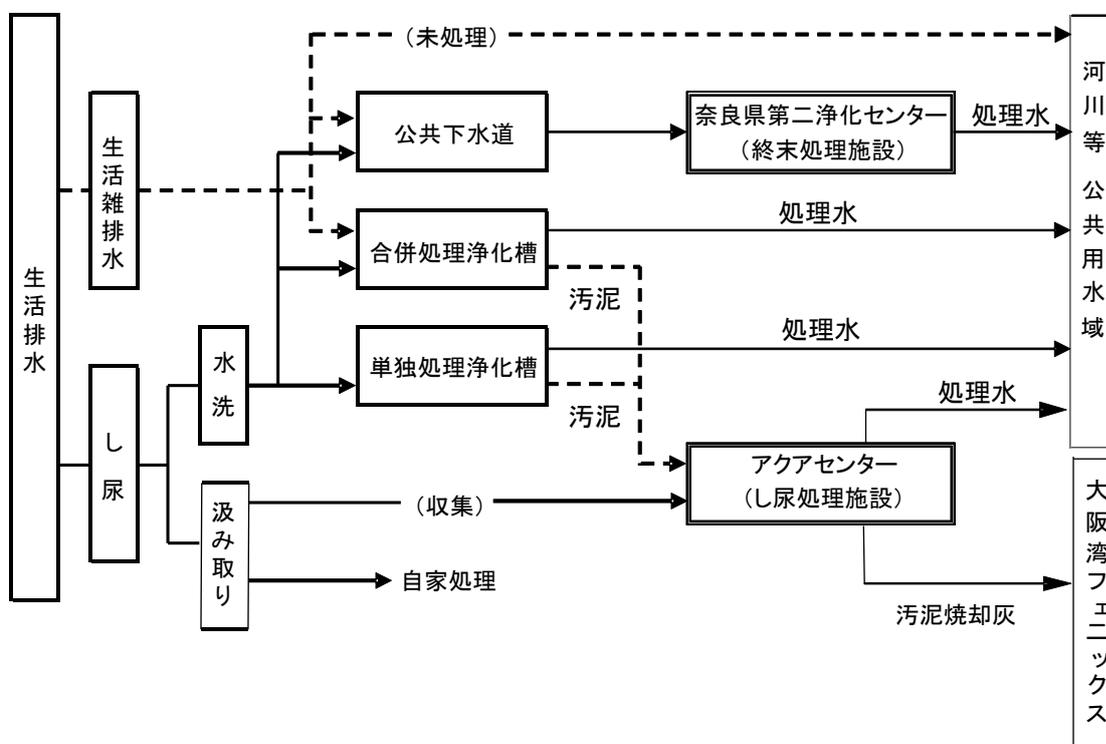 生活排水
生活雑排水
し尿
水洗
汲み取り
(未処理)
公共下水道
奈良県第二浄化センター
(終末処理施設)
処理水
合併処理浄化槽
処理水
汚泥
単独処理浄化槽
処理水
汚泥
アクアセンター
(し尿処理施設)
処理水
(収集)
自家処理
汚泥焼却灰
河川等 公共用水域
大阪湾フェニックス